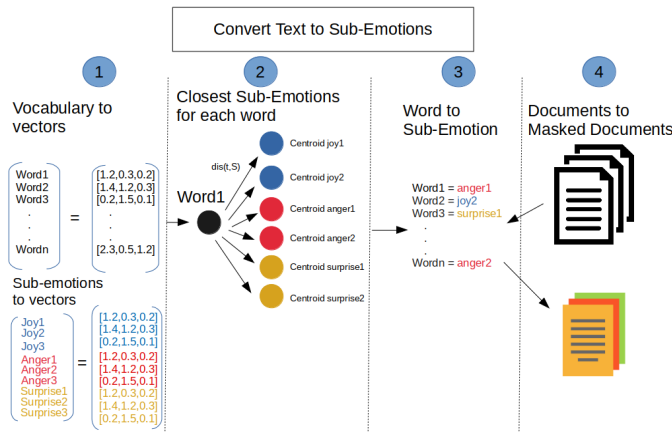 Convert Text to Sub-Emotions
1
Vocabulary to
vectors
Word1
Word2
Word3
.
.
.
Wordn
=
[1.2,0.3,0.2]
[1.4,1.2,0.3]
[0.2,1.5,0.1]
.
.
.
[2.3,0.5,1.2]
Sub-emotions
to vectors
Joy1
Joy2
Joy3
Anger1
Anger2
Anger3
Surprise1
Surprise2
Surprise3
=
[1.2,0.3,0.2]
[1.4,1.2,0.3]
[0.2,1.5,0.1]
[1.2,0.3,0.2]
[1.4,1.2,0.3]
[0.2,1.5,0.1]
[1.2,0.3,0.2]
[1.4,1.2,0.3]
[0.2,1.5,0.1]
2
Closest Sub-Emotions
for each word
dis(t,S)
Word1
Centroid joy1
Centroid joy2
Centroid anger1
Centroid anger2
Centroid surprise1
Centroid surprise2
3
Word to
Sub-Emotion
Word1 = anger1
Word2 = joy2
Word3 = surprise1
.
.
.
Wordn = anger2
4
Documents to
Masked Documents